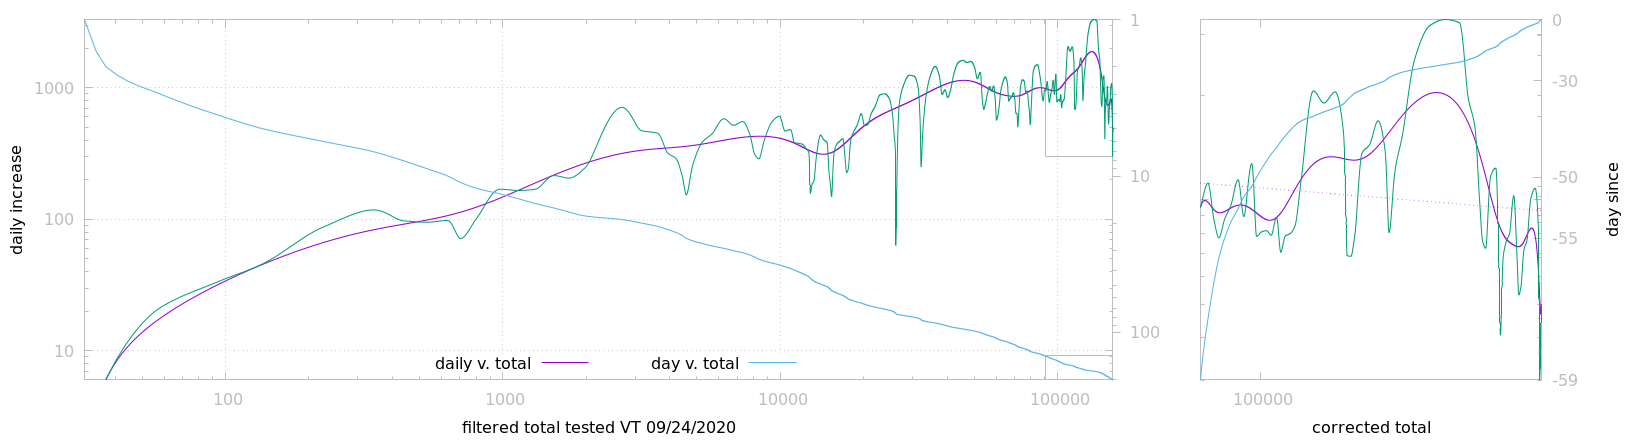 daily increase
1000
100
10
100
1000
10000
100000
filtered total tested VT 09/24/2020
daily v. total
day v. total
1
10
100
100000
corrected total
0
-30
-50
-55
-59
day since